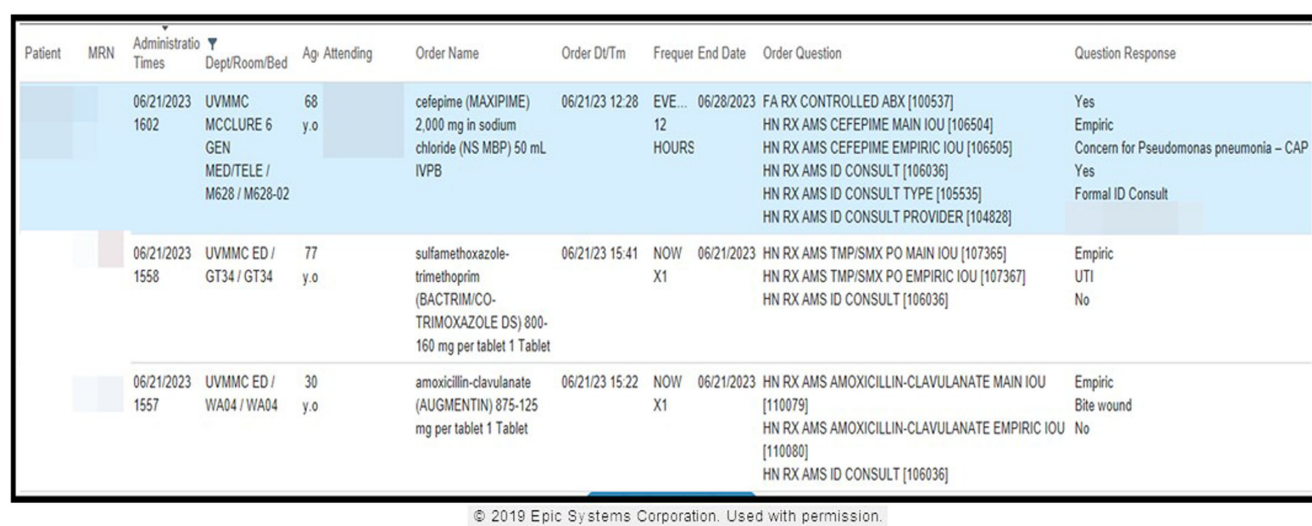 Patient MRN Administratio Times Dept/Room/Bed Ag Attending Order Name Order Dt/Tm Frequer End Date Order Question Question Response
06/21/2023 UVMMC 68 cefepime (MAXIPIME) 06/21/23 12:28 EVE... 06/28/2023 FA RX CONTROLLED ABX [100537] Yes
1602 MCCLURE 6 y.o 2,000 mg in sodium 12 HN RX AMS CEFEPIME MAIN IOU [106504] Empiric
GEN chloride (NS MBP) 50 mL HOURS HN RX AMS CEFEPIME EMPIRIC IOU [106505] Concern for Pseudomonas pneumonia – CAP
MED/TELE / IVPB HN RX AMS ID CONSULT [106036] Yes
M628 / M628-02 HN RX AMS ID CONSULT TYPE [105535] Formal ID Consult
HN RX AMS ID CONSULT PROVIDER [104828]
06/21/2023 UVMMC ED / 77 sulfamethoxazole- 06/21/23 15:41 NOW 06/21/2023 HN RX AMS TMP/SMX PO MAIN IOU [107365] Empiric
1558 GT34 / GT34 y.o trimethoprim X1 HN RX AMS TMP/SMX PO EMPIRIC IOU [107367] UTI
(BACTRIM/CO- HN RX AMS ID CONSULT [106036] No
TRIMOXAZOLE DS) 800-
160 mg per tablet 1 Tablet
06/21/2023 UVMMC ED / 30 amoxicillin-clavulanate 06/21/23 15:22 NOW 06/21/2023 HN RX AMS AMOXICILLIN-CLAVULANATE MAIN IOU Empiric
1557 WA04 / WA04 y.o (AUGMENTIN) 875-125 X1 [110079] Bite wound
mg per tablet 1 Tablet HN RX AMS AMOXICILLIN-CLAVULANATE EMPIRIC IOU No
[110080]
HN RX AMS ID CONSULT [106036]
© 2019 Epic Systems Corporation. Used with permission.